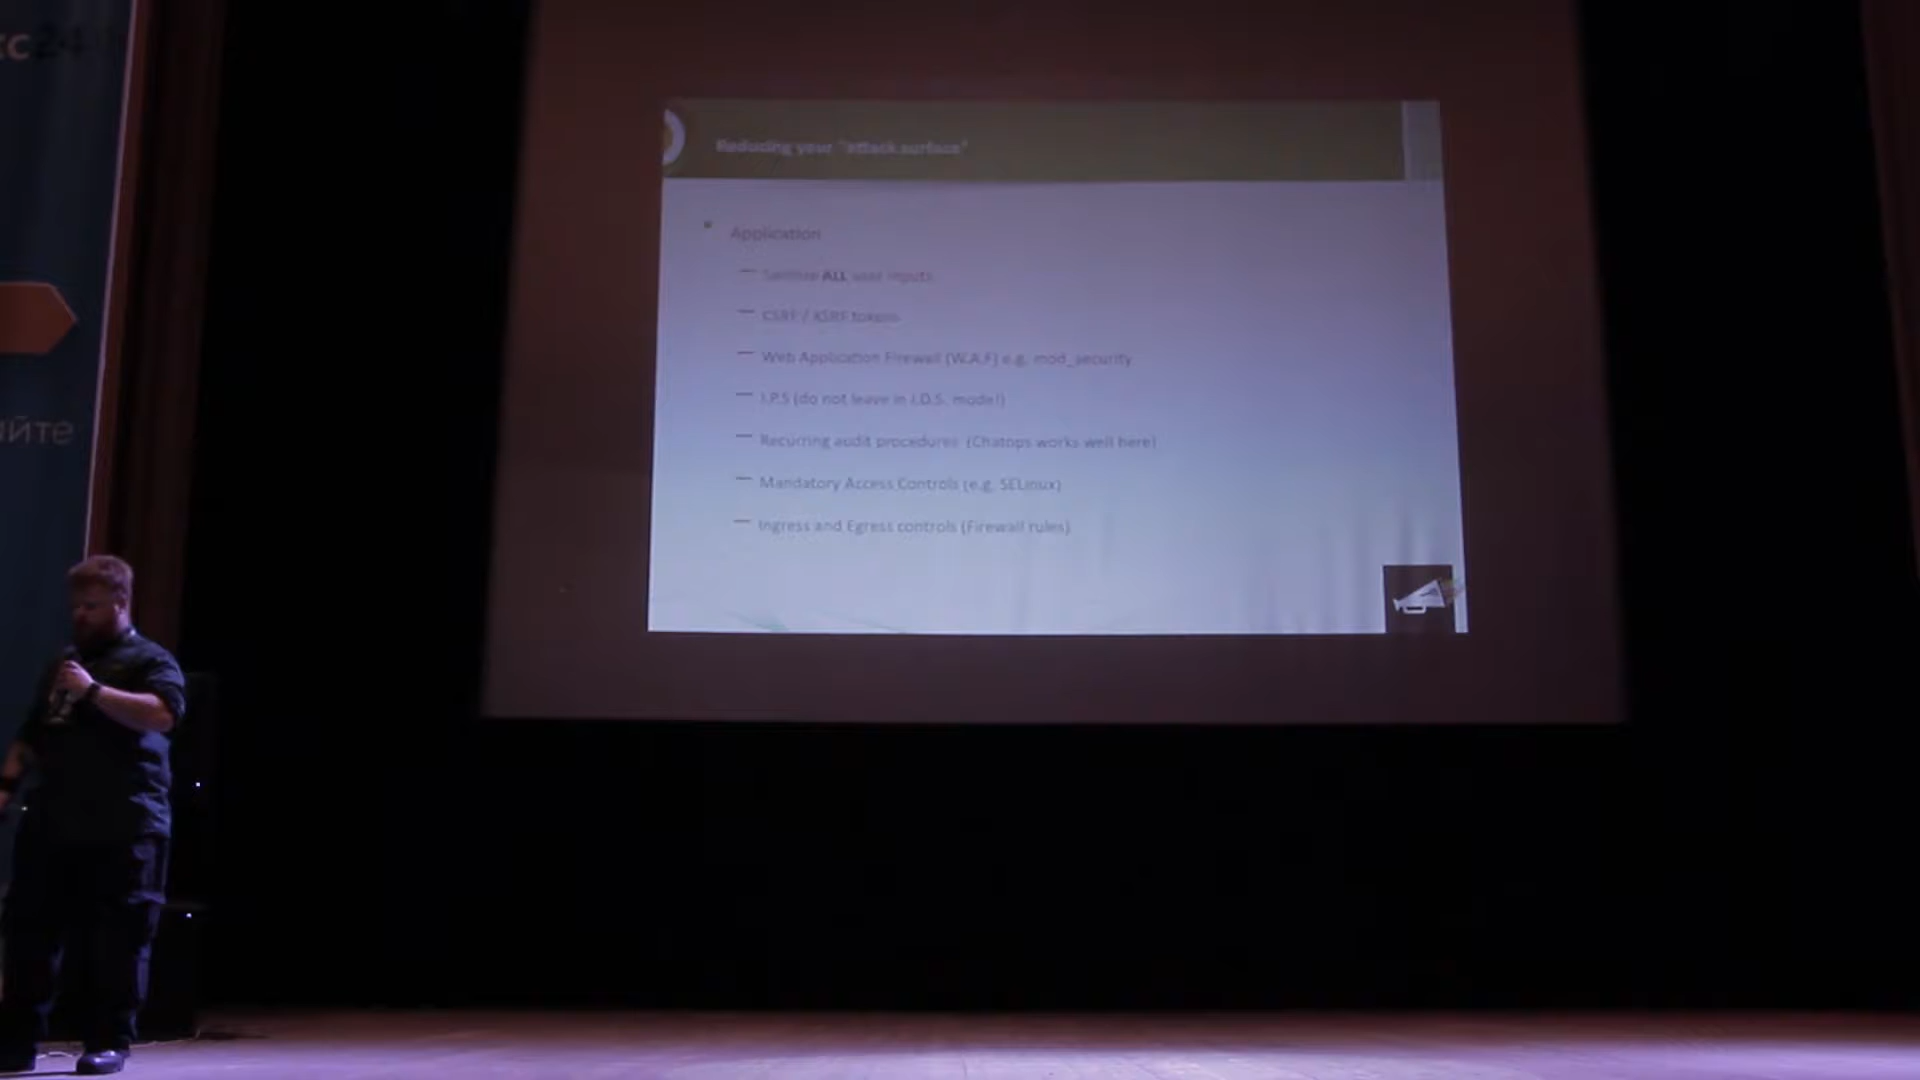 кс24
йте
Reducing your "attack surface"
Application
Sanitise ALL user inputs
CSRF / XSRF tokens
Web Application Firewall (W.A.F) e.g. mod_security
I.P.S (do not leave in I.D.S. mode!)
Recurring audit procedures (Chatops works well here)
Mandatory Access Controls (e.g. SELinux)
Ingress and Egress controls (Firewall rules)